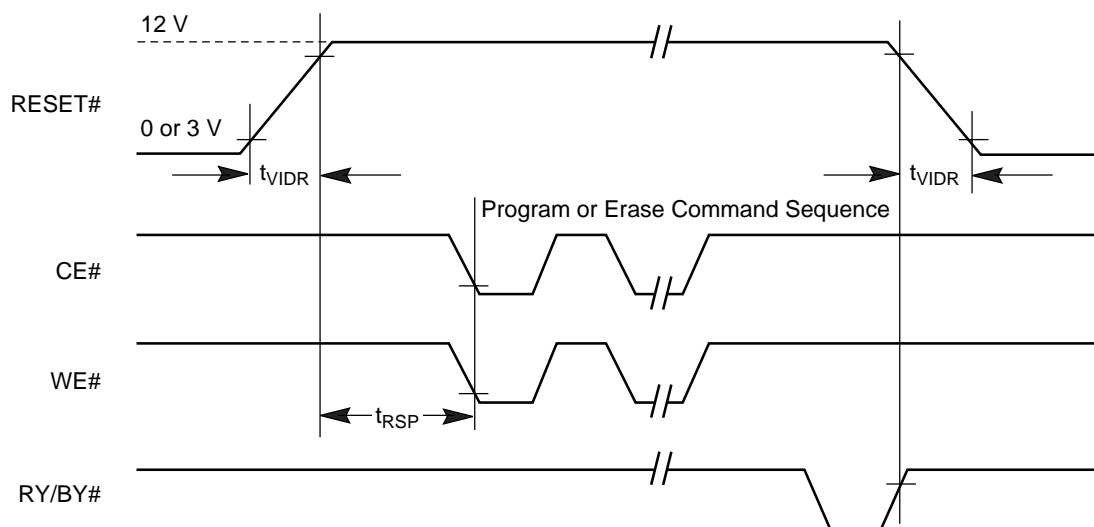 12 V
RESET#
0 or 3 V
tVIDR
tVIDR
Program or Erase Command Sequence
CE#
WE#
tRSP
RY/BY#